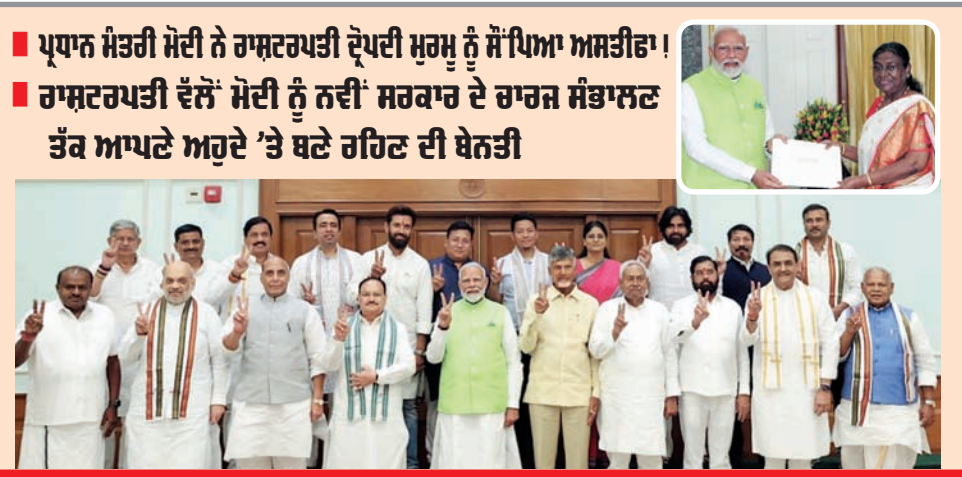 ਪ੍ਰਧਾਨ ਮੰਤਰੀ ਮੋਦੀ ਨੇ ਰਾਸ਼ਟਰਪਤੀ ਦ੍ਰੋਪਦੀ ਮੁਰਮੂ ਨੂੰ ਸੌਂਪਿਆ ਅਸਤੀਫਾ!
ਰਾਸ਼ਟਰਪਤੀ ਵੱਲੋਂ ਮੋਦੀ ਨੂੰ ਨਵੀਂ ਸਰਕਾਰ ਦੇ ਚਾਰਜ ਸੰਭਾਲਣ
ਤੱਕ ਆਪਣੇ ਅਹੁਦੇ ’ਤੇ ਬਣੇ ਰਹਿਣ ਦੀ ਬੇਨਤੀ